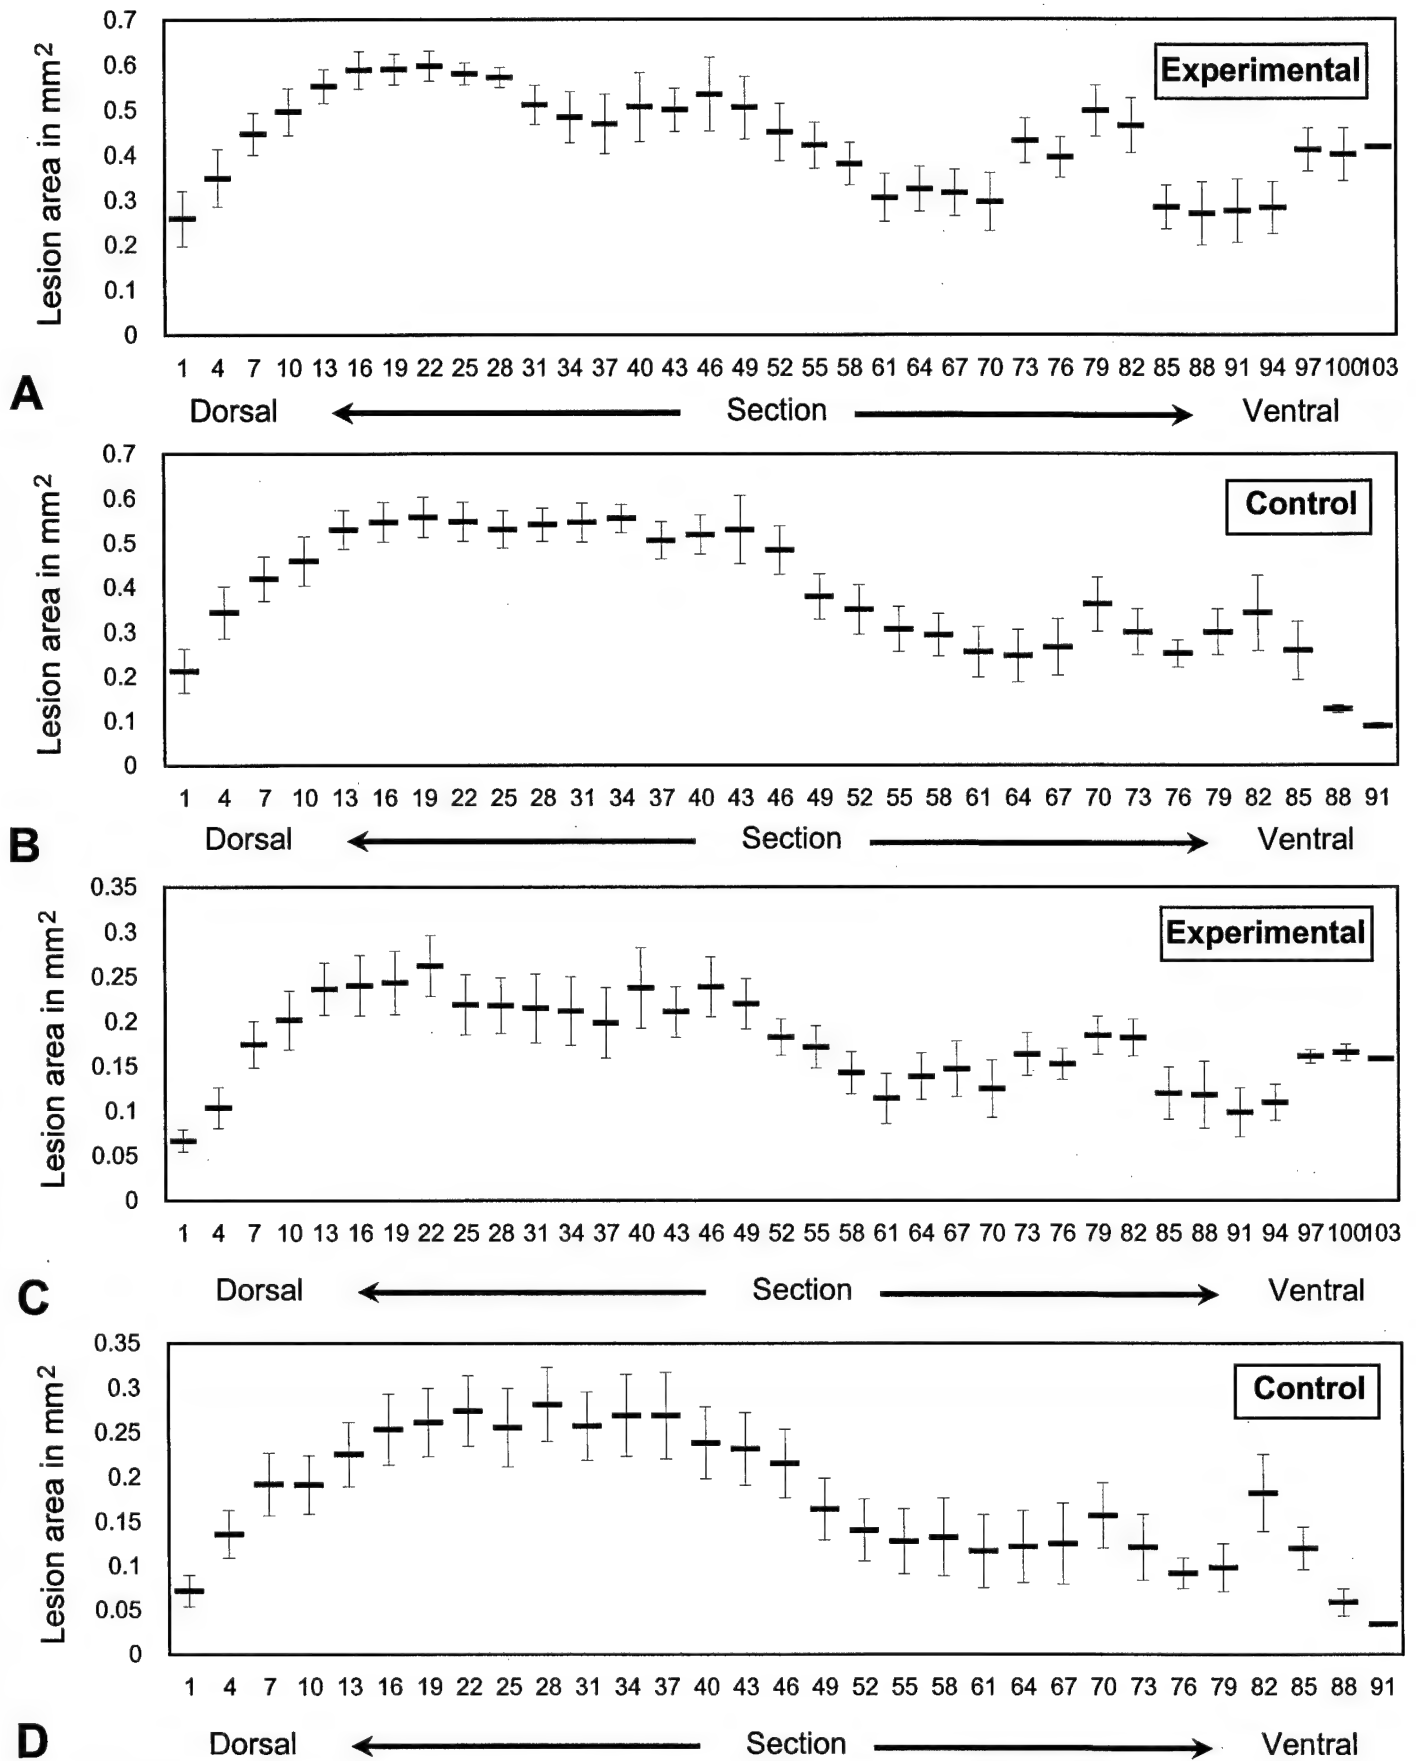 0.7
Lesion area in mm2
0.6
Experimental
0.5
0.4
0.3
0.2
0.1
0
1 4 7 10 13 16 19 22 25 28 31 34 37 40 43 46 49 52 55 58 61 64 67 70 73 76 79 82 85 88 91 94 97 100 103
A
Dorsal Section Ventral
0.7
Lesion area in mm2
0.6
Control
0.5
0.4
0.3
0.2
0.1
0
1 4 7 10 13 16 19 22 25 28 31 34 37 40 43 46 49 52 55 58 61 64 67 70 73 76 79 82 85 88 91
B
Dorsal Section Ventral
0.35
Lesion area in mm2
0.3
Experimental
0.25
0.2
0.15
0.1
0.05
0
1 4 7 10 13 16 19 22 25 28 31 34 37 40 43 46 49 52 55 58 61 64 67 70 73 76 79 82 85 88 91 94 97 100 103
C
Dorsal Section Ventral
0.35
Lesion area in mm2
0.3
Control
0.25
0.2
0.15
0.1
0.05
0
1 4 7 10 13 16 19 22 25 28 31 34 37 40 43 46 49 52 55 58 61 64 67 70 73 76 79 82 85 88 91
D
Dorsal Section Ventral